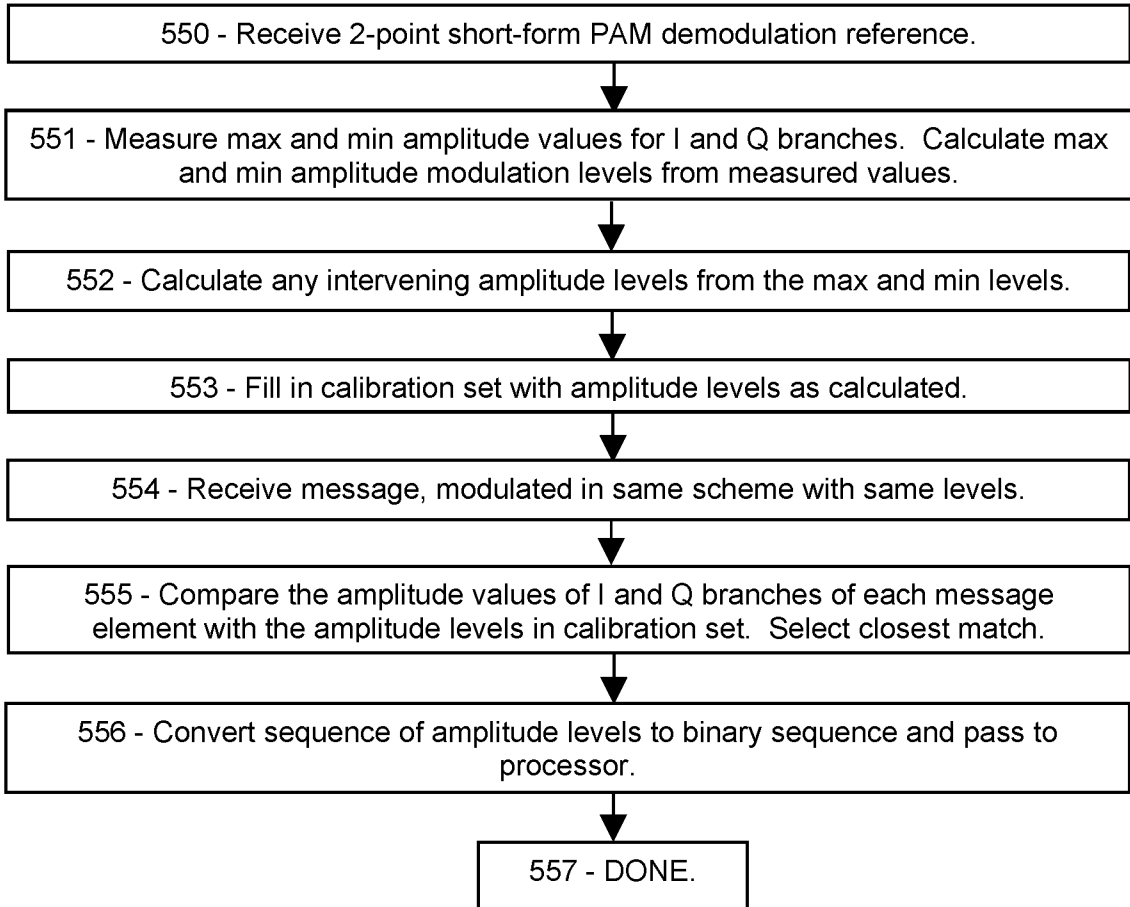 550 - Receive 2-point short-form PAM demodulation reference.
551 - Measure max and min amplitude values for I and Q branches.  Calculate max
and min amplitude modulation levels from measured values.
552 - Calculate any intervening amplitude levels from the max and min levels.
553 - Fill in calibration set with amplitude levels as calculated.
554 - Receive message, modulated in same scheme with same levels.
555 - Compare the amplitude values of I and Q branches of each message
element with the amplitude levels in calibration set.  Select closest match.
556 - Convert sequence of amplitude levels to binary sequence and pass to
processor.
557 - DONE.